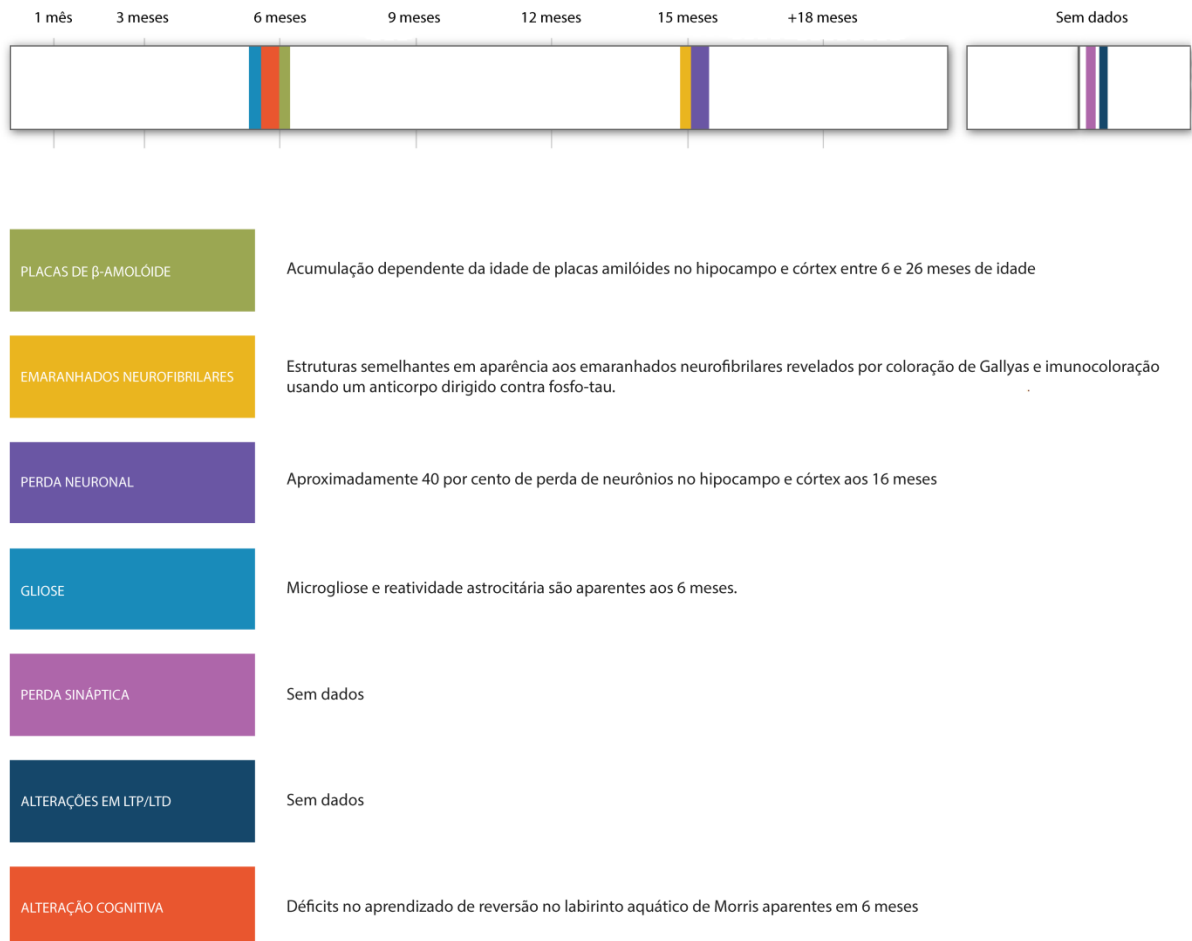 1 mês 3 meses 6 meses 9 meses 12 meses 15 meses +18 meses Sem dados
PLACAS DE β-AMOLÓIDE
Acumulação dependente da idade de placas amilóides no hipocampo e córtex entre 6 e 26 meses de idade
EMARANHADOS NEUROFIBRILARES
Estruturas semelhantes em aparência aos emaranhados neurofibrilares revelados por coloração de Gallyas e imunocoloração
usando um anticorpo dirigido contra fosfo-tau.
PERDA NEURONAL
Aproximadamente 40 por cento de perda de neurônios no hipocampo e córtex aos 16 meses
GLIOSE
Microgliose e reatividade astrocitária são aparentes aos 6 meses.
PERDA SINÁPTICA
Sem dados
ALTERAÇÕES EM LTP/LTD
Sem dados
ALTERAÇÃO COGNITIVA
Déficits no aprendizado de reversão no labirinto aquático de Morris aparentes em 6 meses